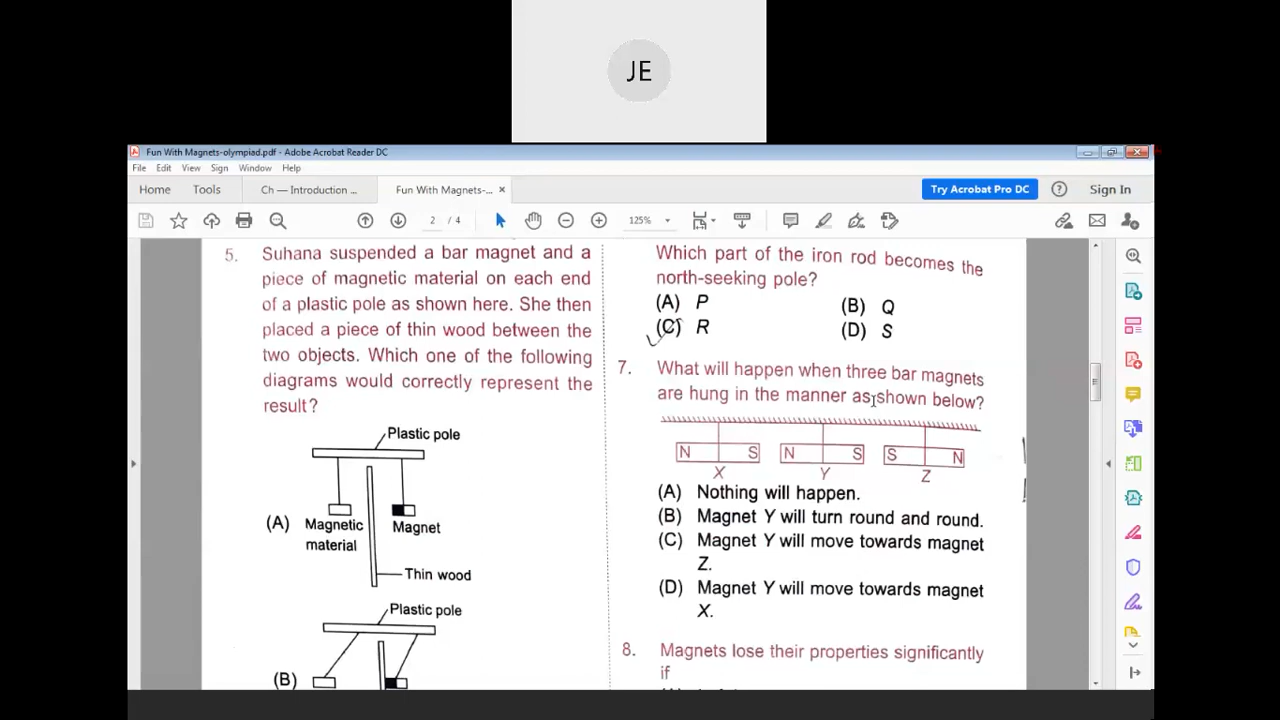 JE
Fun With Magnets-olympiad.pdf - Adobe Acrobat Reader DC
File Edit View Sign Window Help
Home Tools Ch — Introduction ... Fun With Magnets-... × Try Acrobat Pro DC Sign In
2 / 4 125%
5. Suhana suspended a bar magnet and a
piece of magnetic material on each end
of a plastic pole as shown here. She then
placed a piece of thin wood between the
two objects. Which one of the following
diagrams would correctly represent the
result?
Plastic pole
(A) Magnetic
material
Magnet
Thin wood
Plastic pole
(B)
Which part of the iron rod becomes the
north-seeking pole?
(A) P (B) Q
(C) R (D) S
7. What will happen when three bar magnets
are hung in the manner as shown below?
N S N S S N
X Y Z
(A) Nothing will happen.
(B) Magnet Y will turn round and round.
(C) Magnet Y will move towards magnet
Z.
(D) Magnet Y will move towards magnet
X.
8. Magnets lose their properties significantly
if